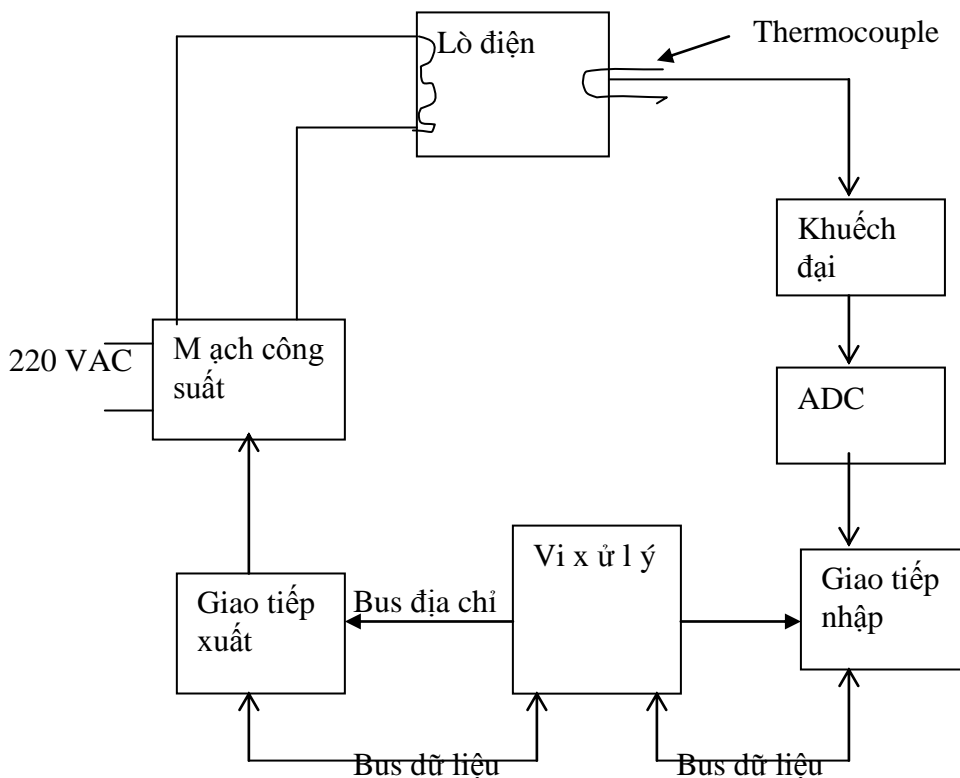 Lò điện
Thermocouple
Khuếch
đại
220 VAC
M ạch công
suất
ADC
Vi x ử l ý
Giao tiếp
xuất
Bus địa chỉ
Giao tiếp
nhập
Bus dữ liệu
Bus dữ liệu